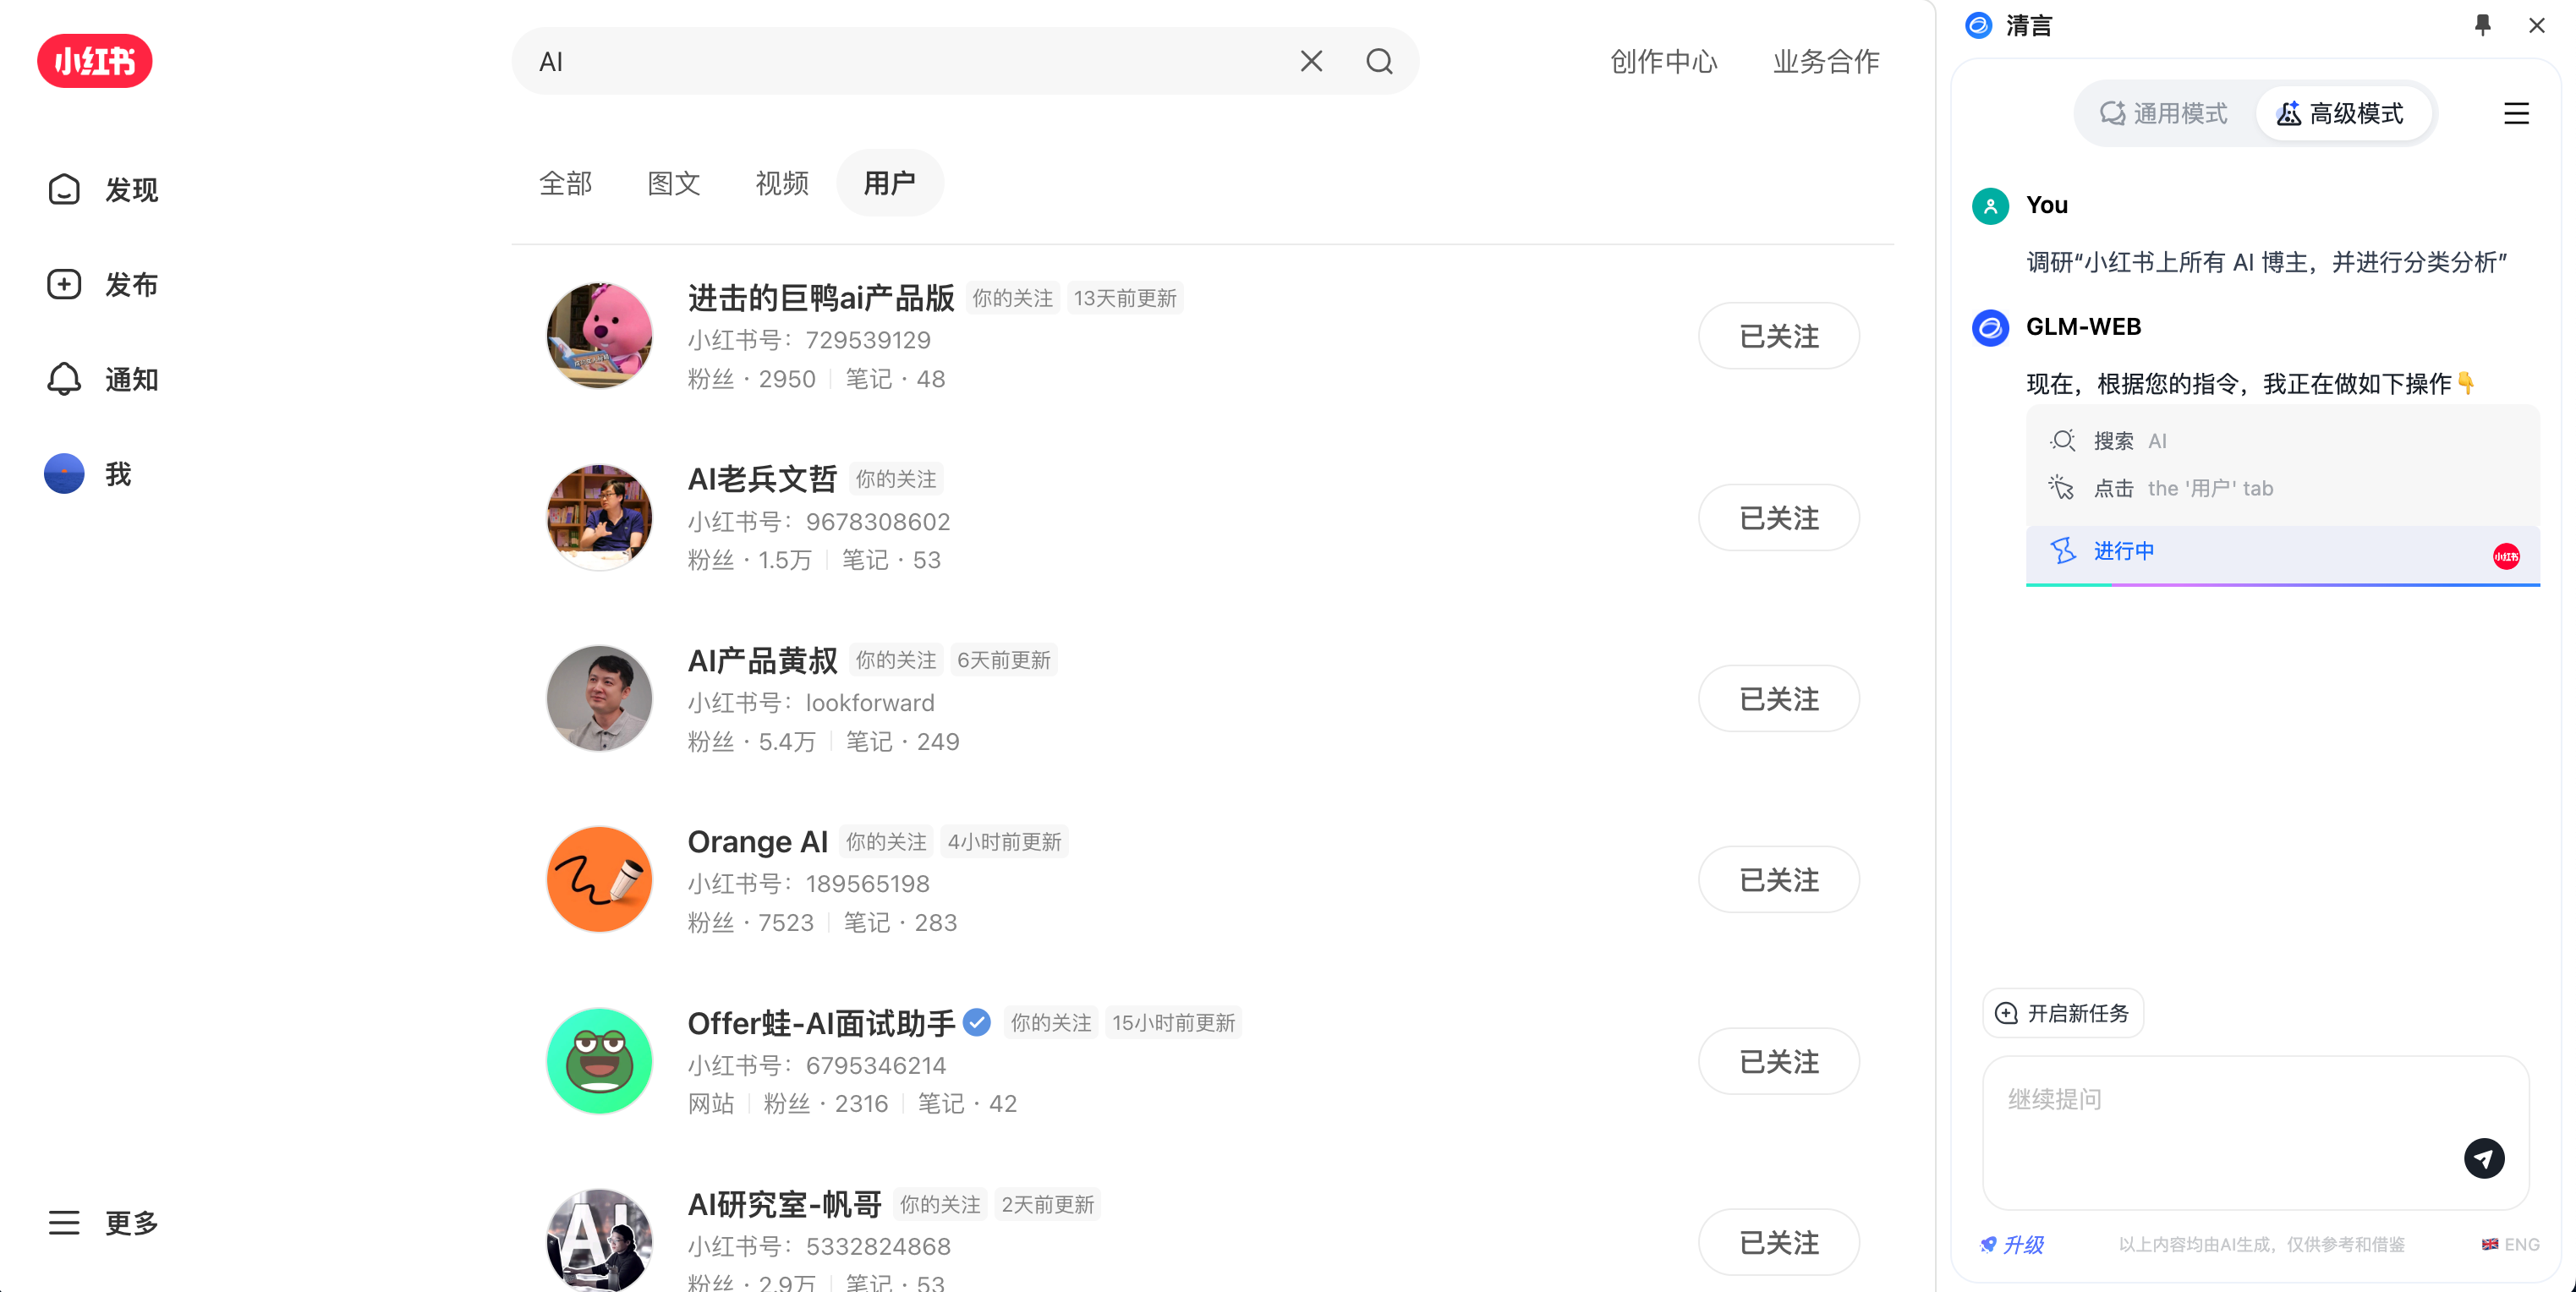 小红书
发现
发布
通知
我
更多
AI
创作中心
业务合作
全部
图文
视频
用户
进击的巨鸭ai产品版 你的关注 13天前更新
小红书号：729539129
粉丝 · 2950 | 笔记 · 48
已关注
AI老兵文哲 你的关注
小红书号：9678308602
粉丝 · 1.5万 | 笔记 · 53
已关注
AI产品黄叔 你的关注 6天前更新
小红书号：lookforward
粉丝 · 5.4万 | 笔记 · 249
已关注
Orange AI 你的关注 4小时前更新
小红书号：189565198
粉丝 · 7523 | 笔记 · 283
已关注
Offer蛙-AI面试助手 你的关注 15小时前更新
小红书号：6795346214
网站 | 粉丝 · 2316 | 笔记 · 42
已关注
AI
AI研究室-帆哥 你的关注 2天前更新
小红书号：5332824868
粉丝 · 2.9万 | 笔记 · 53
已关注
清言
通用模式
高级模式
You
调研“小红书上所有 AI 博主，并进行分类分析”
GLM-WEB
现在，根据您的指令，我正在做如下操作👇
搜索 AI
点击 the '用户' tab
进行中
小红书
开启新任务
继续提问
升级
以上内容均由AI生成，仅供参考和借鉴
ENG